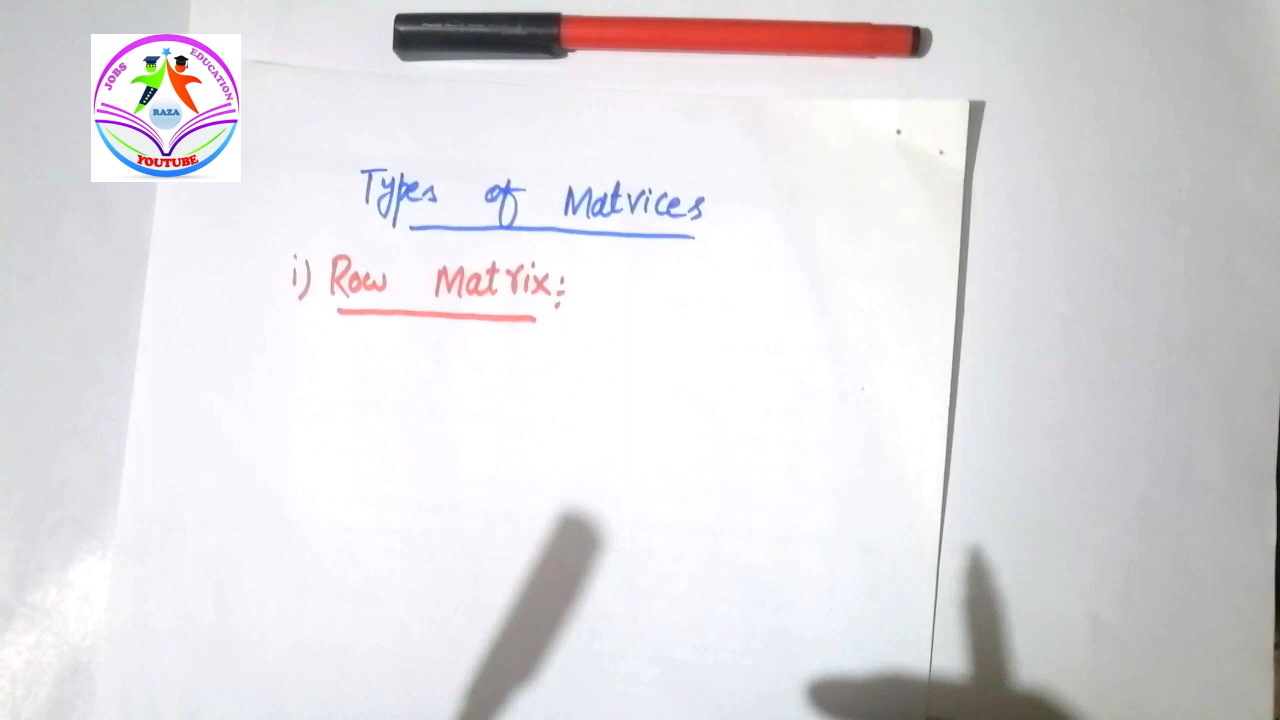 JOBS EDUCATION
RAZA
YOUTUBE
Types of Matrices
i) Row Matrix: